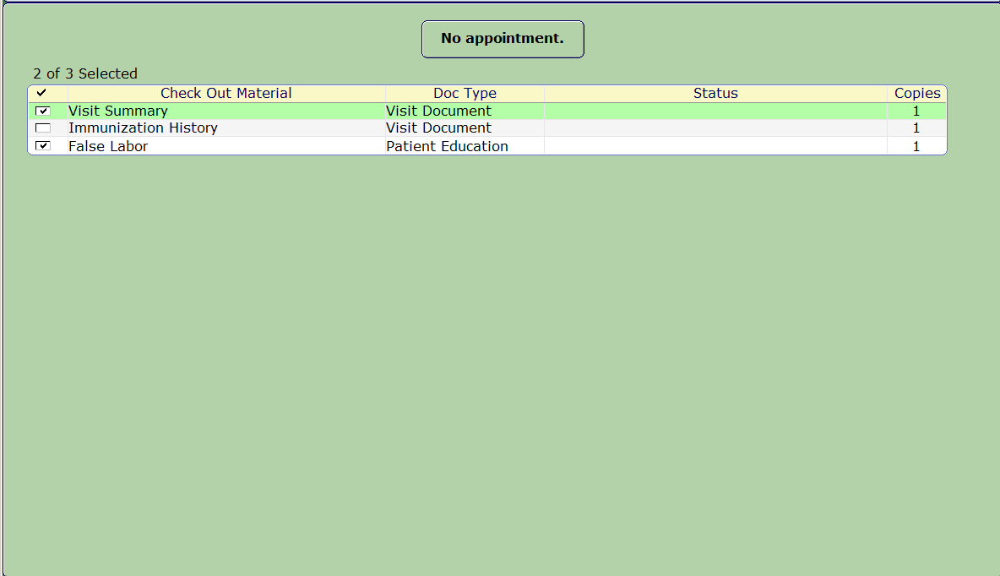 No appointment.
2 of 3 Selected
Check Out Material Doc Type Status Copies
Visit Summary Visit Document 1
Immunization History Visit Document 1
False Labor Patient Education 1